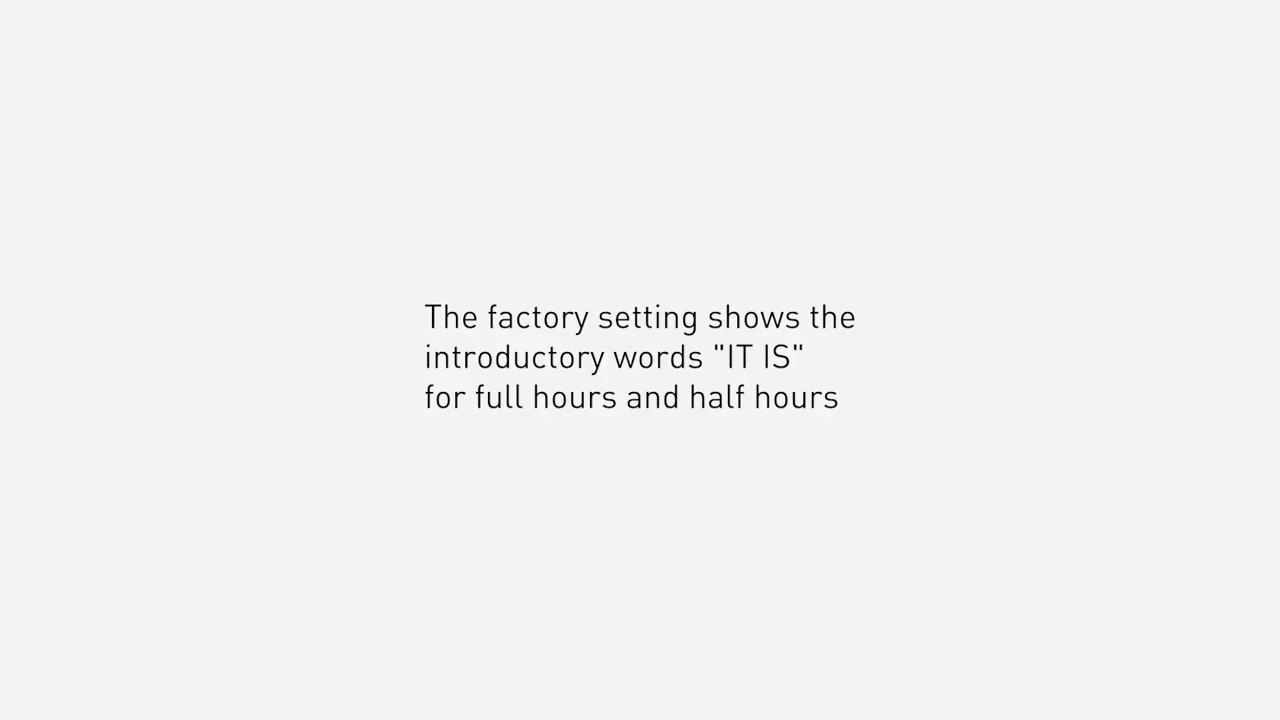 The factory setting shows the
introductory words "IT IS"
for full hours and half hours